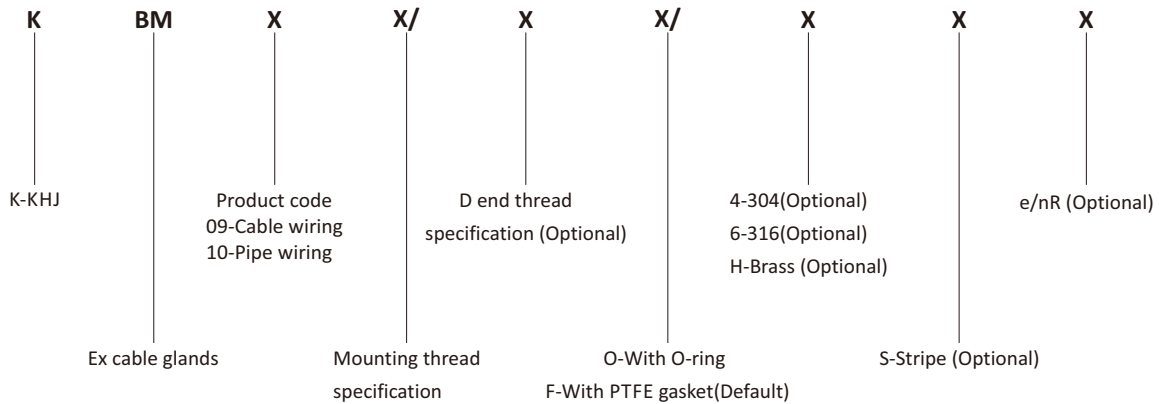 K BM X X/ X X/ X X X
K-KHJ
Product code
09-Cable wiring
10-Pipe wiring
D end thread
specification (Optional)
4-304(Optional)
6-316(Optional)
H-Brass (Optional)
e/nR (Optional)
Ex cable glands
Mounting thread
specification
O-With O-ring
F-With PTFE gasket(Default)
S-Stripe (Optional)